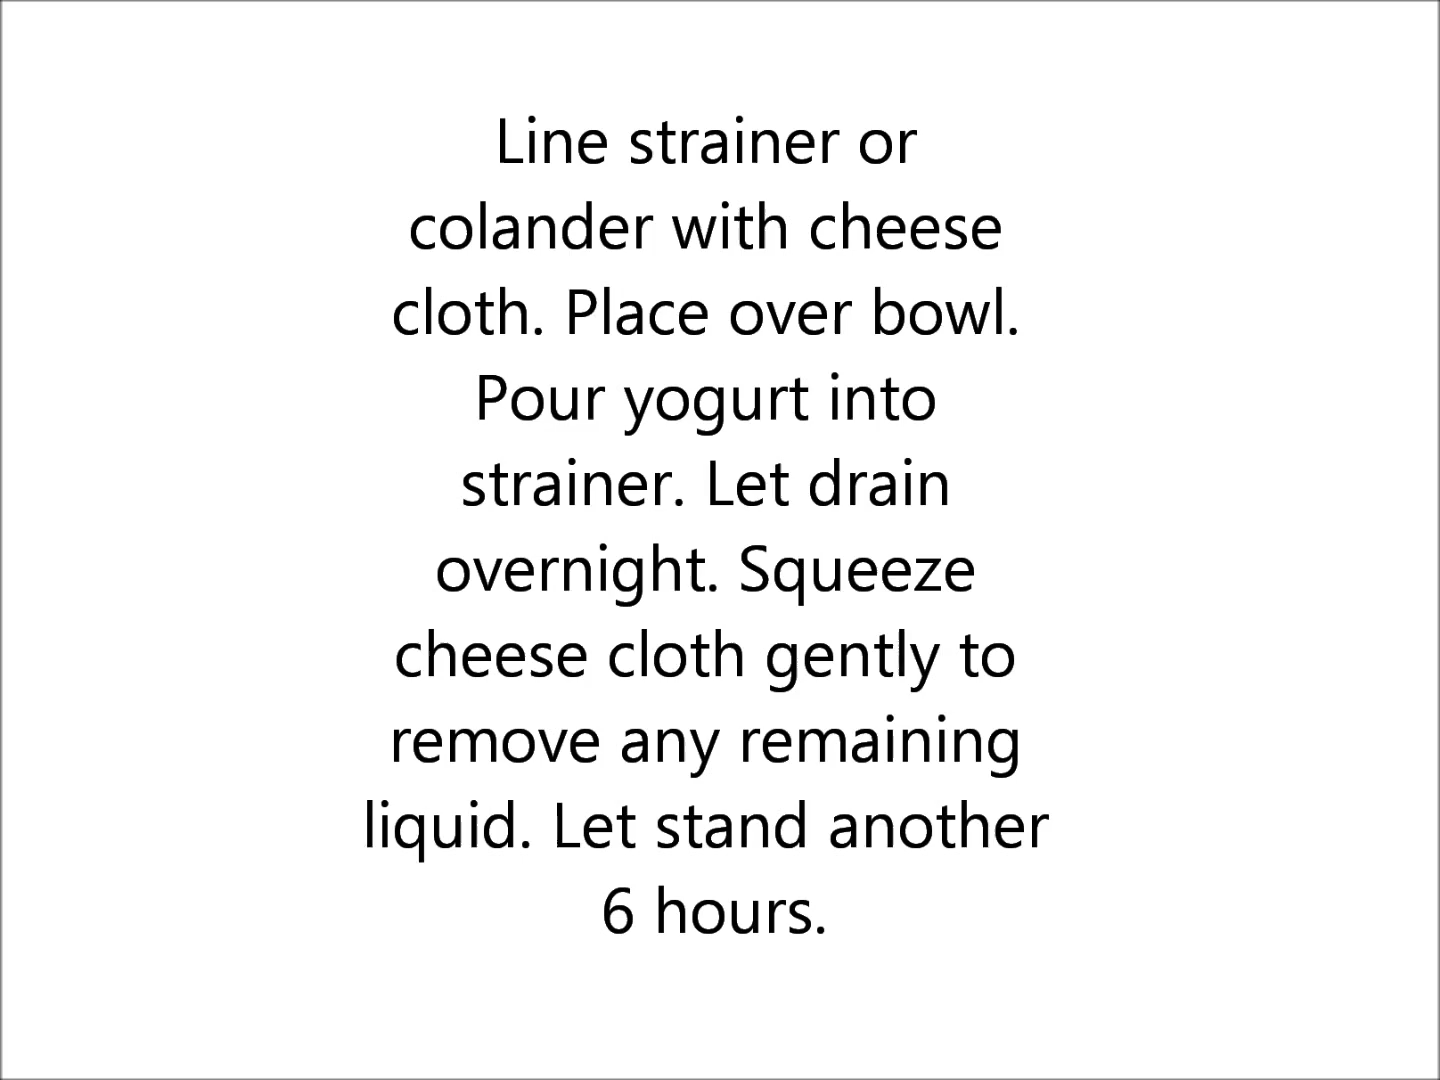 Line strainer or
colander with cheese
cloth. Place over bowl.
Pour yogurt into
strainer. Let drain
overnight. Squeeze
cheese cloth gently to
remove any remaining
liquid. Let stand another
6 hours.